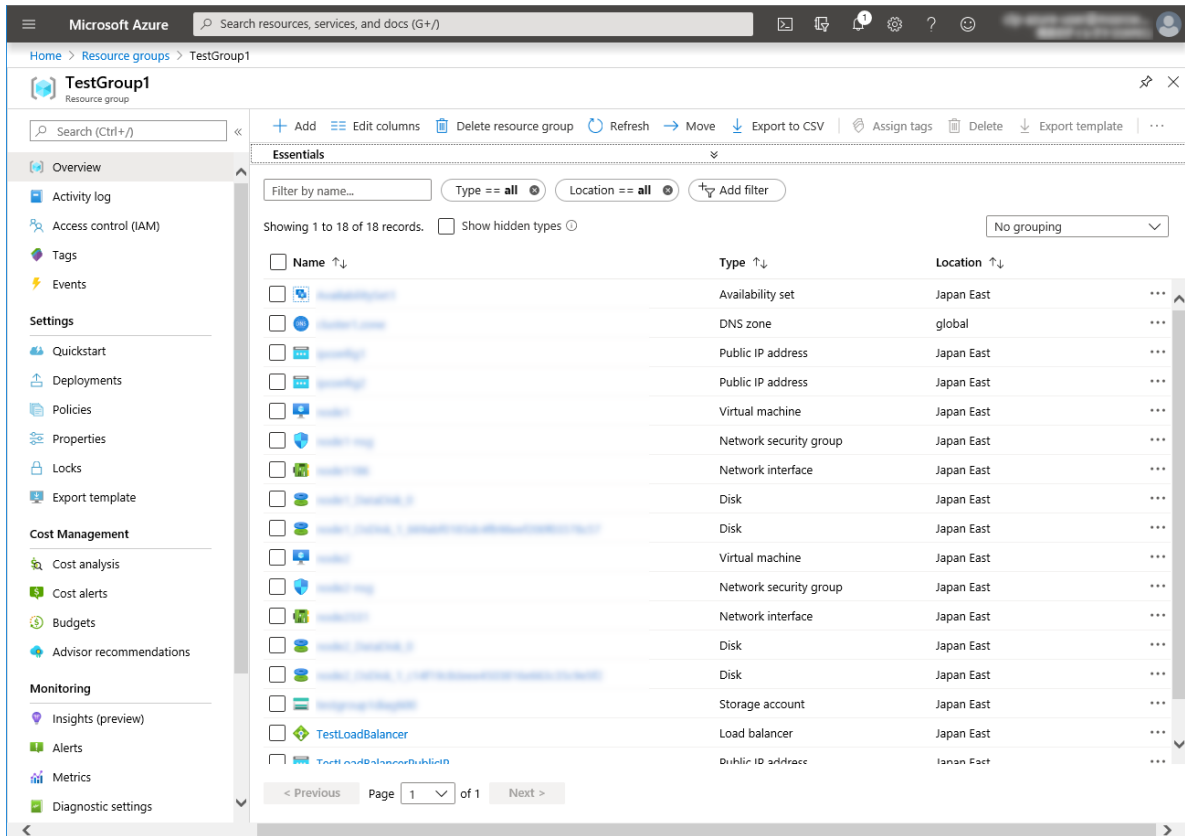 Microsoft Azure
Search resources, services, and docs (G+/)
1
Home > Resource groups > TestGroup1
TestGroup1
Resource group
Search (Ctrl+/)
«
Overview
Activity log
Access control (IAM)
Tags
Events
Settings
Quickstart
Deployments
Policies
Properties
Locks
Export template
Cost Management
Cost analysis
Cost alerts
Budgets
Advisor recommendations
Monitoring
Insights (preview)
Alerts
Metrics
Diagnostic settings
Add Edit columns Delete resource group Refresh Move Export to CSV Assign tags Delete Export template ...
Essentials
Filter by name... Type == all Location == all Add filter
Showing 1 to 18 of 18 records. Show hidden types No grouping
Name ↑↓ Type ↑↓ Location ↑↓
Availability set Japan East ...
DNS zone global ...
Public IP address Japan East ...
Public IP address Japan East ...
Virtual machine Japan East ...
Network security group Japan East ...
Network interface Japan East ...
Disk Japan East ...
Disk Japan East ...
Virtual machine Japan East ...
Network security group Japan East ...
Network interface Japan East ...
Disk Japan East ...
Disk Japan East ...
Storage account Japan East ...
TestLoadBalancer Load balancer Japan East ...
TestLoadBalancerPublicIP Public IP address Japan East ...
< Previous Page 1 of 1 Next >